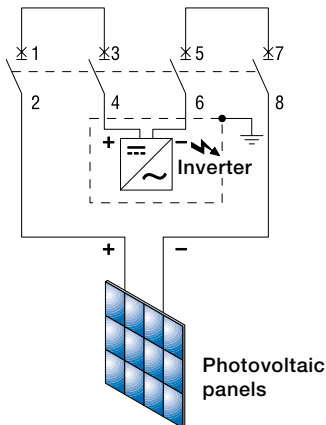 1 3 5 7
2 4 6 8
+ − Inverter
+ −
Photovoltaic
panels